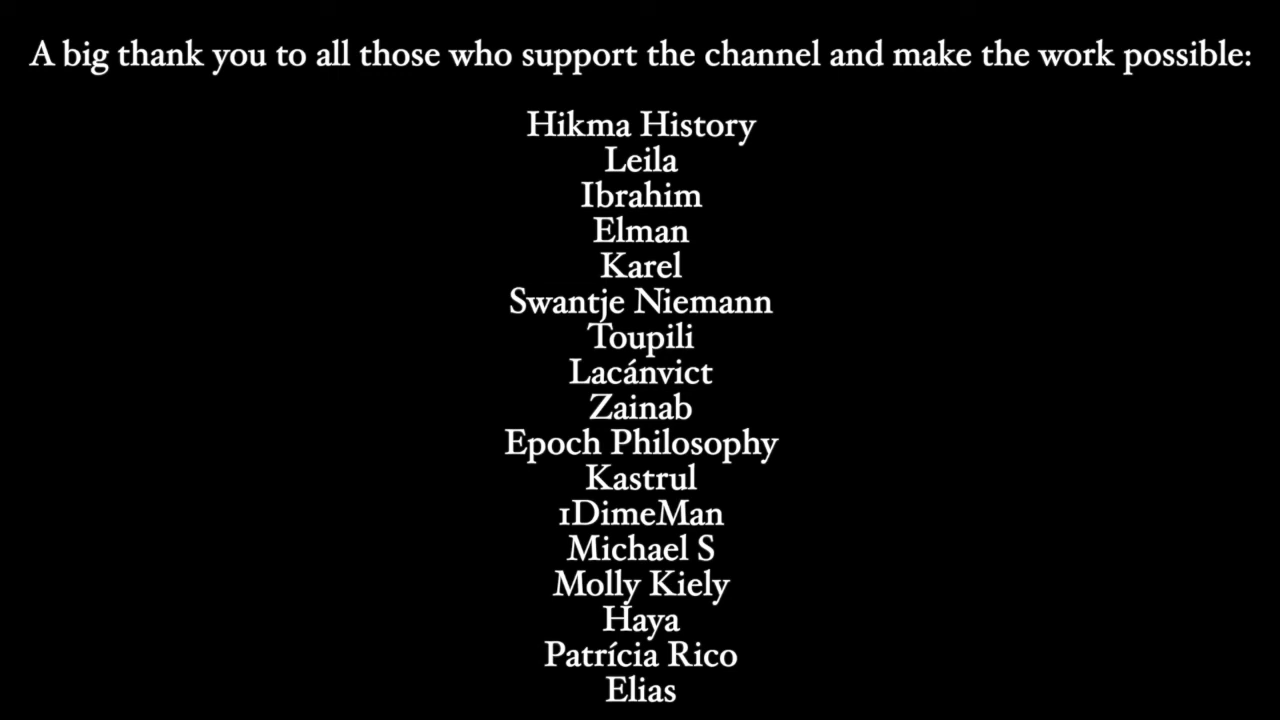 A big thank you to all those who support the channel and make the work possible:
Hikma History
Leila
Ibrahim
Elman
Karel
Swantje Niemann
Toupili
Lacánvict
Zainab
Epoch Philosophy
Kastrul
1DimeMan
Michael S
Molly Kiely
Haya
Patrícia Rico
Elias